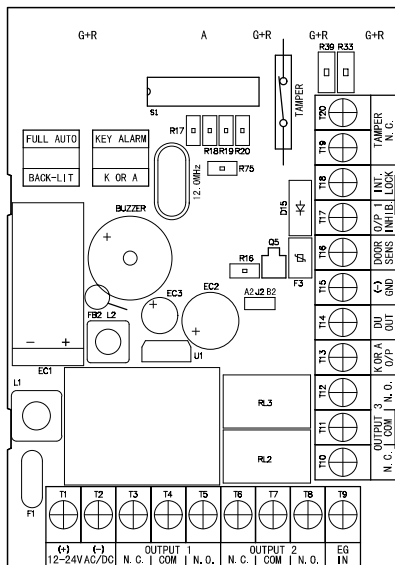 G+R A G+R G+R G+R
R39 R33
S1
TAMPER
R17 R18 R19 R20
R75
12.0MHz
FULL AUTO
BACK-LIT
KEY ALARM
K OR A
BUZZER
D15
R16 Q5
F3
EC3 EC2
A2 J2 B2
FB2 L2
U1
- +
EC1
L1
F1
RL3
RL2
T20
T19
TAMPER N.C.
T18
INT. LOCK
T17
O/P 1 INHIB.
T16
DOOR SENS
T15
(-) GND
T14
DU OUT
T13
K OR A O/P
T12
T11
T10
OUTPUT 3
N.C. COM N.O.
T1 T2 T3 T4 T5 T6 T7 T8 T9
(+) (-) OUTPUT 1 OUTPUT 2 EG
12-24V AC/DC N.C. COM N.O. N.C. COM N.O. IN